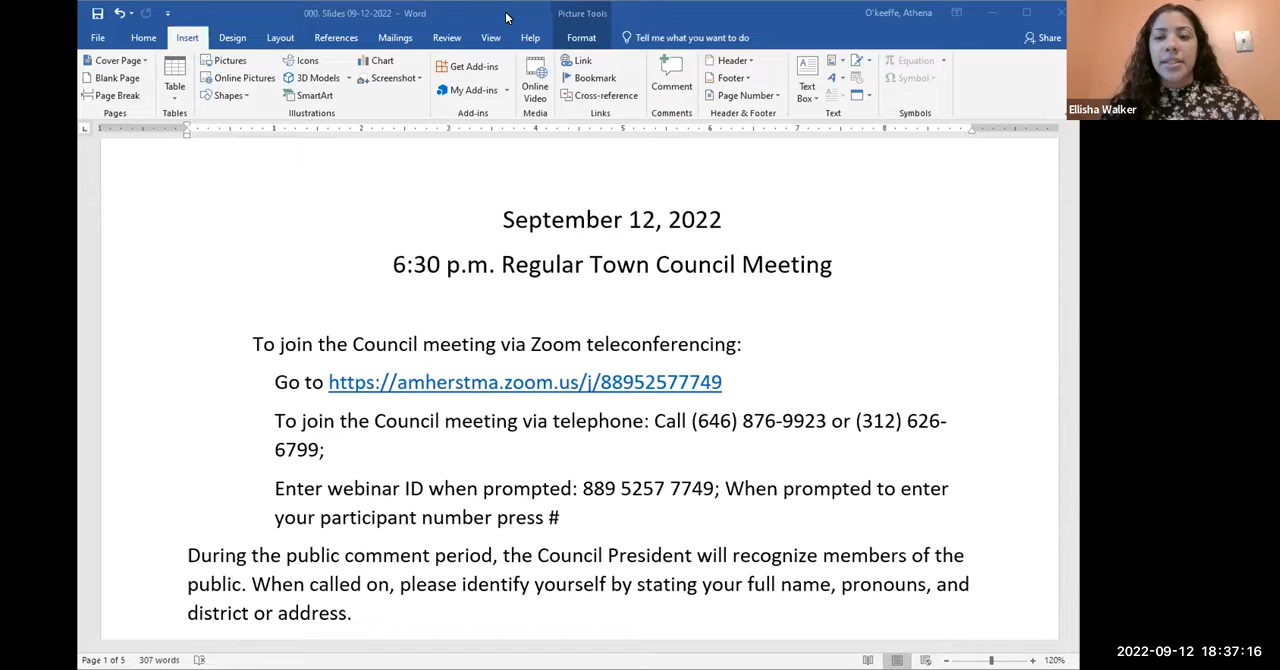 000. Slides 09-12-2022 - Word
Picture Tools
O'keeffe, Athena
File Home Insert Design Layout References Mailings Review View Help Format Tell me what you want to do Share
Cover Page
Blank Page
Page Break
Pages
Table
Tables
Pictures
Online Pictures
Shapes
Icons
3D Models
SmartArt
Chart
Screenshot
Illustrations
Get Add-ins
My Add-ins
Add-ins
Online
Video
Media
Link
Bookmark
Cross-reference
Links
Comment
Comments
Header
Footer
Page Number
Header & Footer
Text
Box
Text
Equation
Symbol
Symbols
Ellisha Walker
1 1 2 3 4 5 6 7 8
September 12, 2022
6:30 p.m. Regular Town Council Meeting
To join the Council meeting via Zoom teleconferencing:
Go to https://amherstma.zoom.us/j/88952577749
To join the Council meeting via telephone: Call (646) 876-9923 or (312) 626-
6799;
Enter webinar ID when prompted: 889 5257 7749; When prompted to enter
your participant number press #
During the public comment period, the Council President will recognize members of the
public. When called on, please identify yourself by stating your full name, pronouns, and
district or address.
Page 1 of 5 307 words 120%
2022-09-12 18:37:16